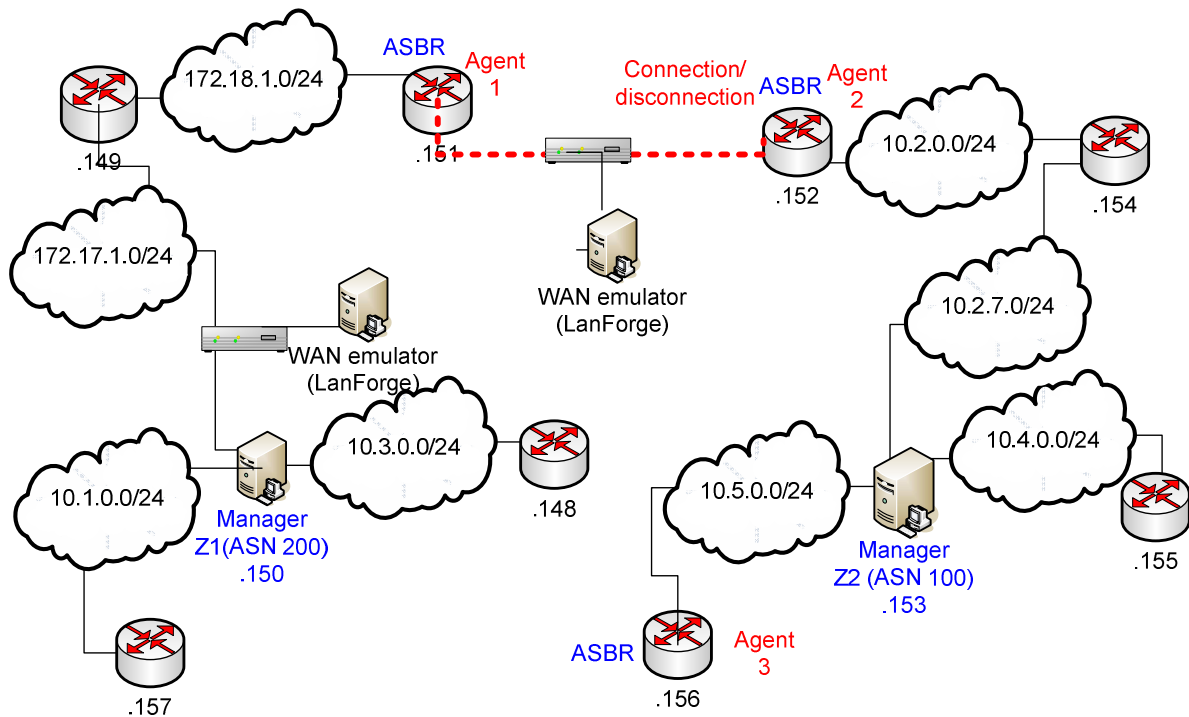 ASBR
Agent
1
172.18.1.0/24
.149
.151
Connection/
disconnection
ASBR
Agent
2
10.2.0.0/24
.152
.154
172.17.1.0/24
WAN emulator
(LanForge)
10.2.7.0/24
WAN emulator
(LanForge)
10.3.0.0/24
.148
10.1.0.0/24
Manager
Z1(ASN 200)
.150
.157
10.4.0.0/24
10.5.0.0/24
Manager
Z2 (ASN 100)
.153
.155
ASBR
Agent
3
.156